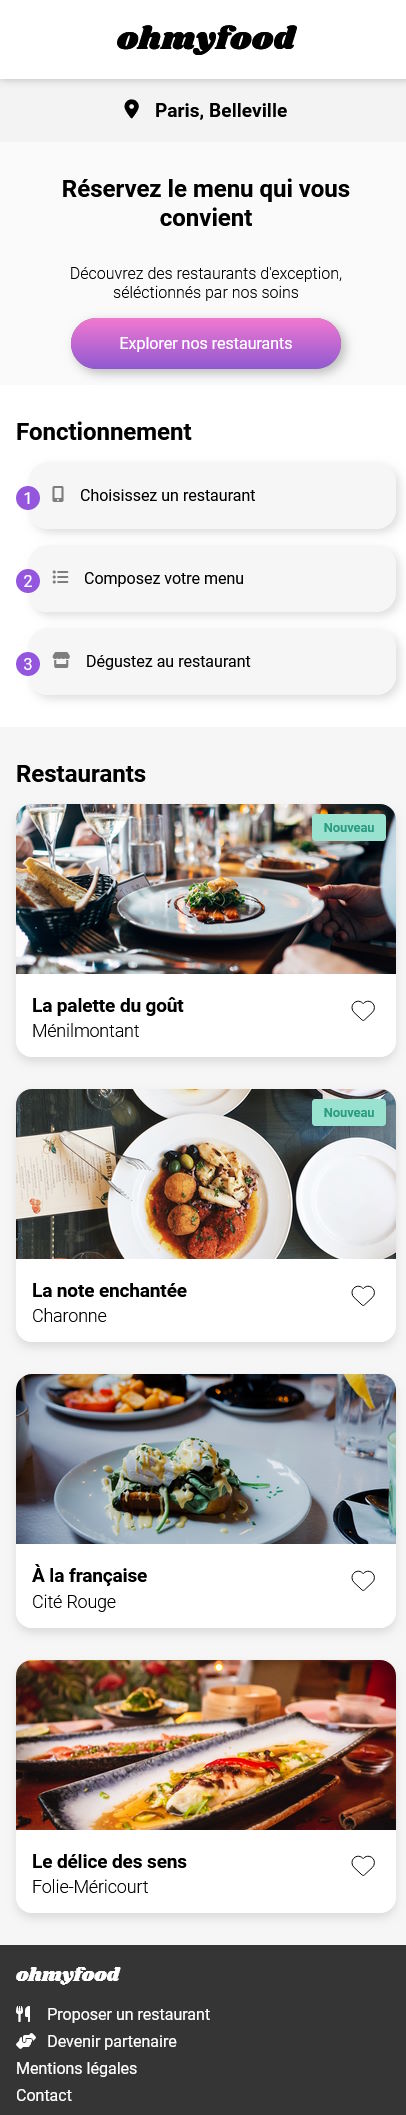 ohmyfood
Paris, Belleville
Réservez le menu qui vous
convient
Découvrez des restaurants d'exception,
séléctionnés par nos soins
Explorer nos restaurants
Fonctionnement
1 Choisissez un restaurant
2 Composez votre menu
3 Dégustez au restaurant
Restaurants
Nouveau
La palette du goût
Ménilmontant
Nouveau
La note enchantée
Charonne
À la française
Cité Rouge
Le délice des sens
Folie-Méricourt
ohmyfood
Proposer un restaurant
Devenir partenaire
Mentions légales
Contact